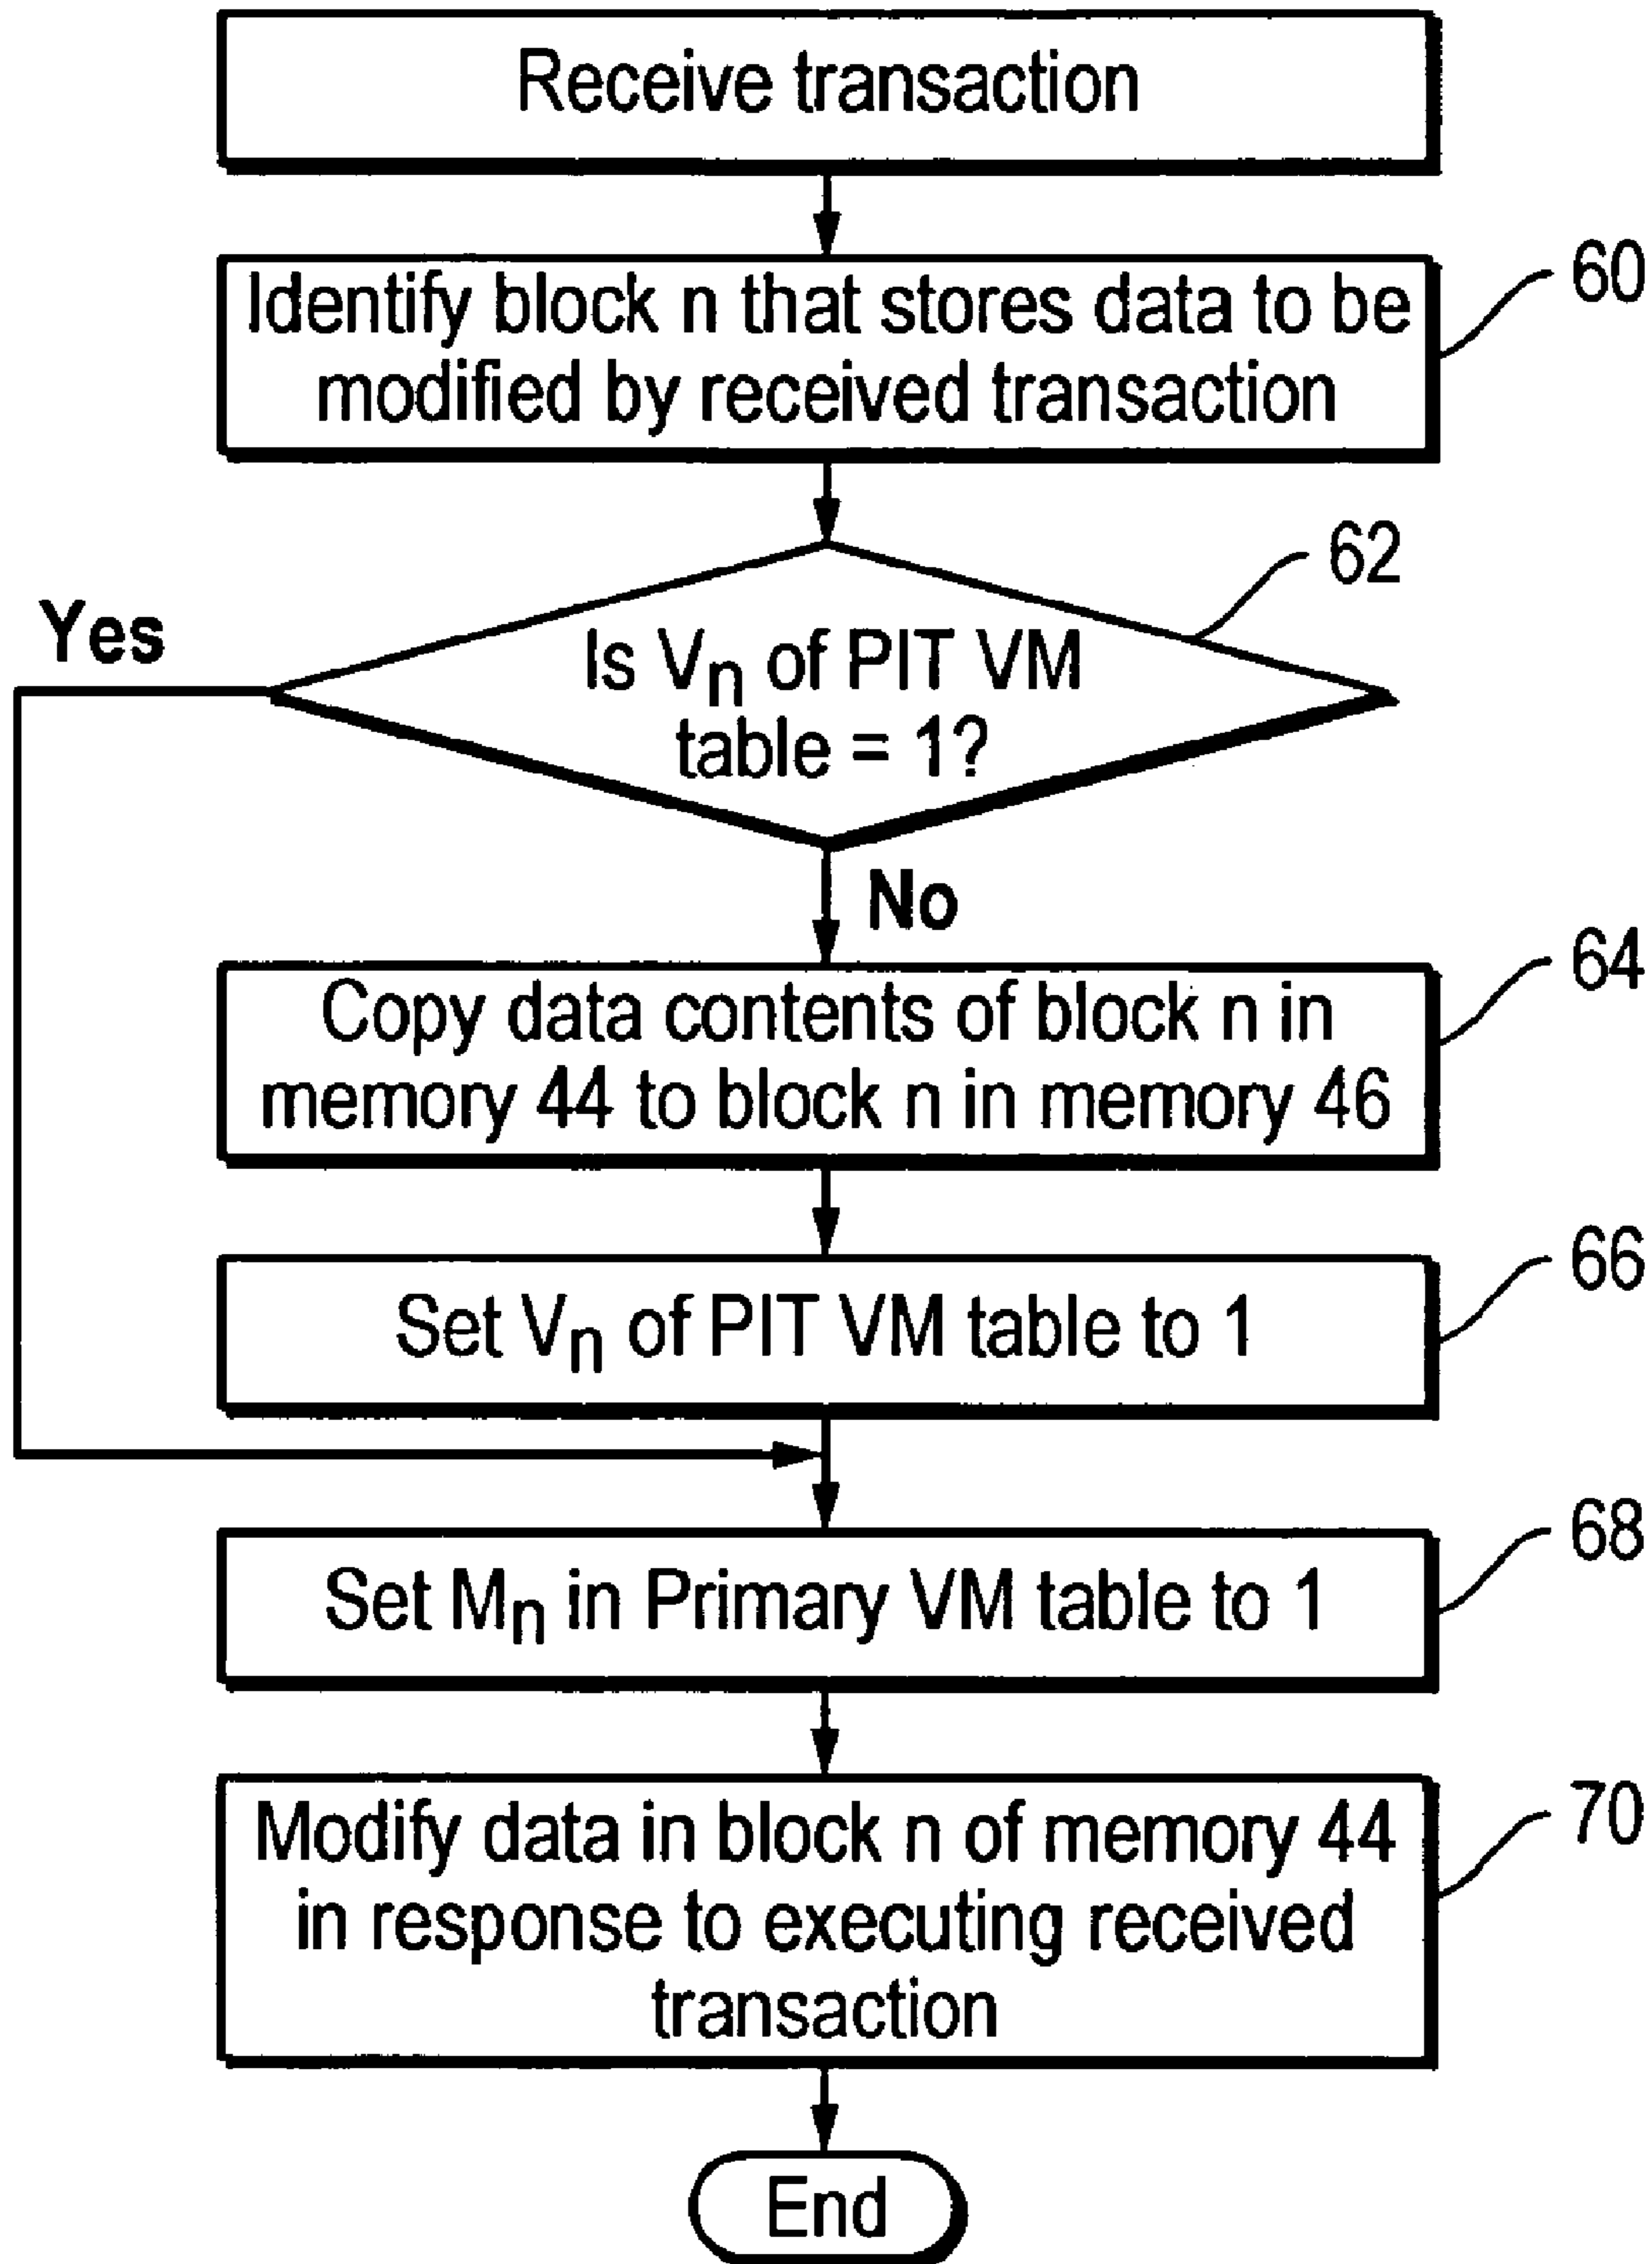 Receive transaction
60
Identify block n that stores data to be
modified by received transaction
62
Yes
Is Vn of PIT VM
table = 1?
No
64
Copy data contents of block n in
memory 44 to block n in memory 46
66
Set Vn of PIT VM table to 1
68
Set Mn in Primary VM table to 1
70
Modify data in block n of memory 44
in response to executing received
transaction
End